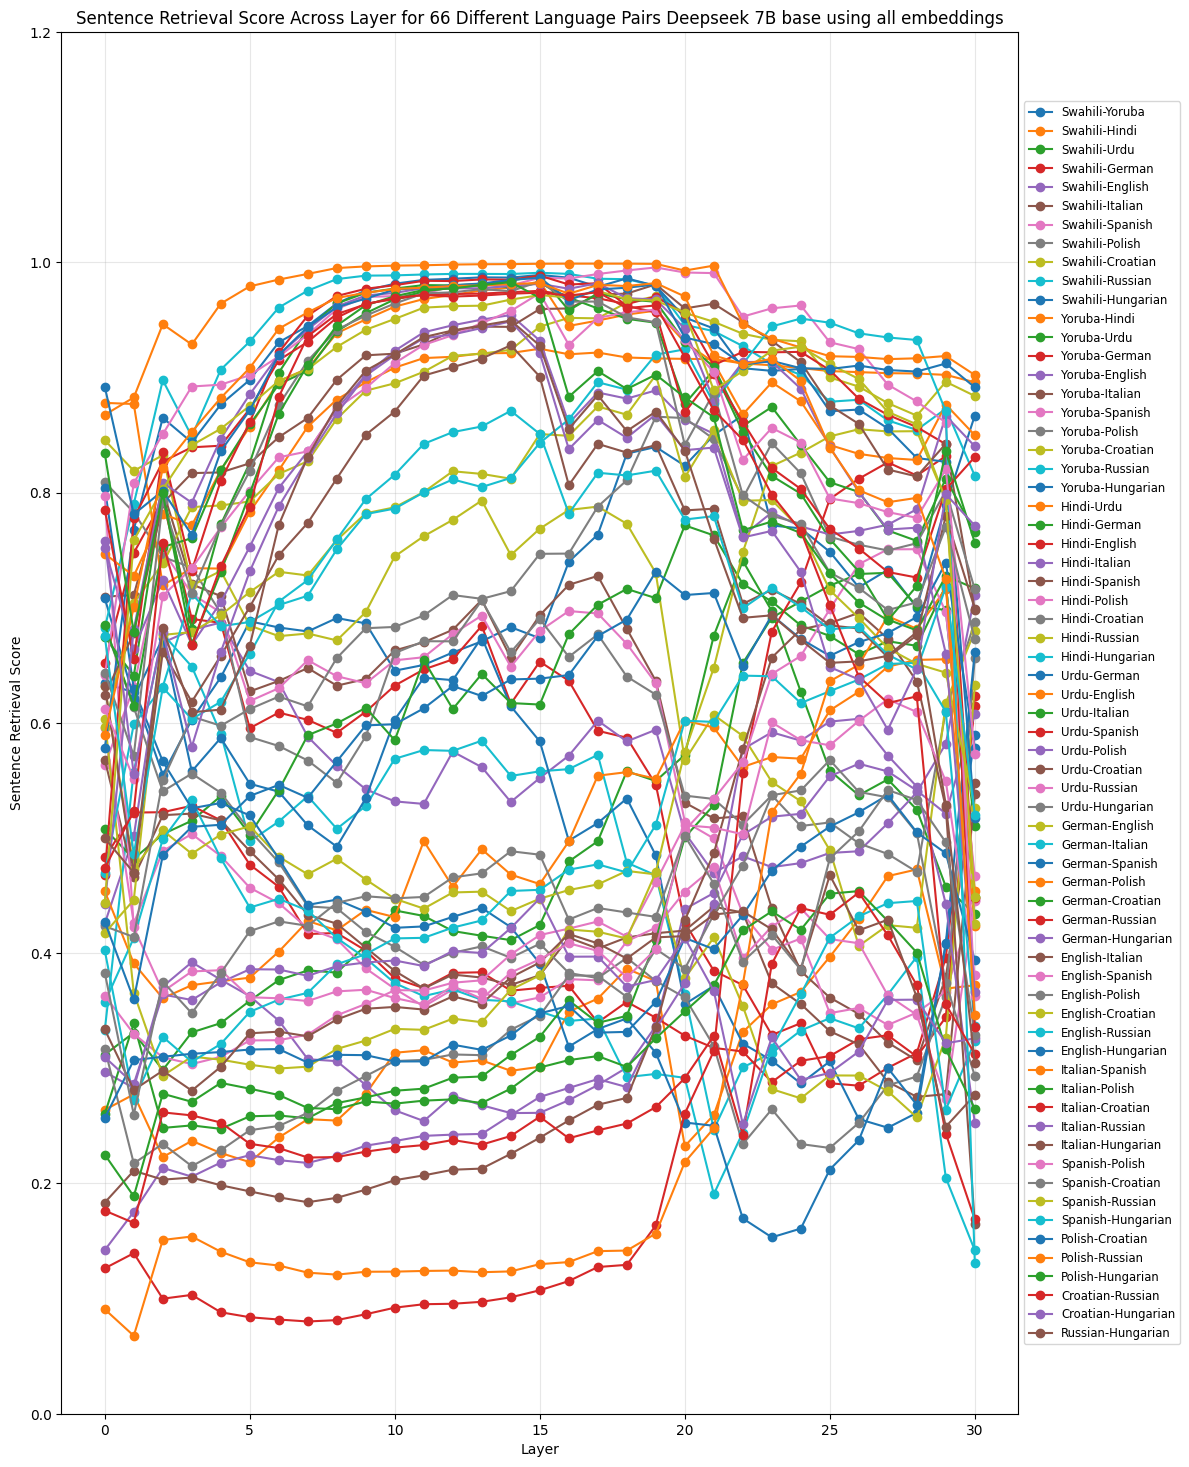 Sentence Retrieval Score Across Layer for 66 Different Language Pairs Deepseek 7B base using all embeddings
1.2
1.0
0.8
0.6
0.4
0.2
0.0
Sentence Retrieval Score
0 5 10 15 20 25 30
Layer
Swahili-Yoruba
Swahili-Hindi
Swahili-Urdu
Swahili-German
Swahili-English
Swahili-Italian
Swahili-Spanish
Swahili-Polish
Swahili-Croatian
Swahili-Russian
Swahili-Hungarian
Yoruba-Hindi
Yoruba-Urdu
Yoruba-German
Yoruba-English
Yoruba-Italian
Yoruba-Spanish
Yoruba-Polish
Yoruba-Croatian
Yoruba-Russian
Yoruba-Hungarian
Hindi-Urdu
Hindi-German
Hindi-English
Hindi-Italian
Hindi-Spanish
Hindi-Polish
Hindi-Croatian
Hindi-Russian
Hindi-Hungarian
Urdu-German
Urdu-English
Urdu-Italian
Urdu-Spanish
Urdu-Polish
Urdu-Croatian
Urdu-Russian
Urdu-Hungarian
German-English
German-Italian
German-Spanish
German-Polish
German-Croatian
German-Russian
German-Hungarian
English-Italian
English-Spanish
English-Polish
English-Croatian
English-Russian
English-Hungarian
Italian-Spanish
Italian-Polish
Italian-Croatian
Italian-Russian
Italian-Hungarian
Spanish-Polish
Spanish-Croatian
Spanish-Russian
Spanish-Hungarian
Polish-Croatian
Polish-Russian
Polish-Hungarian
Croatian-Russian
Croatian-Hungarian
Russian-Hungarian